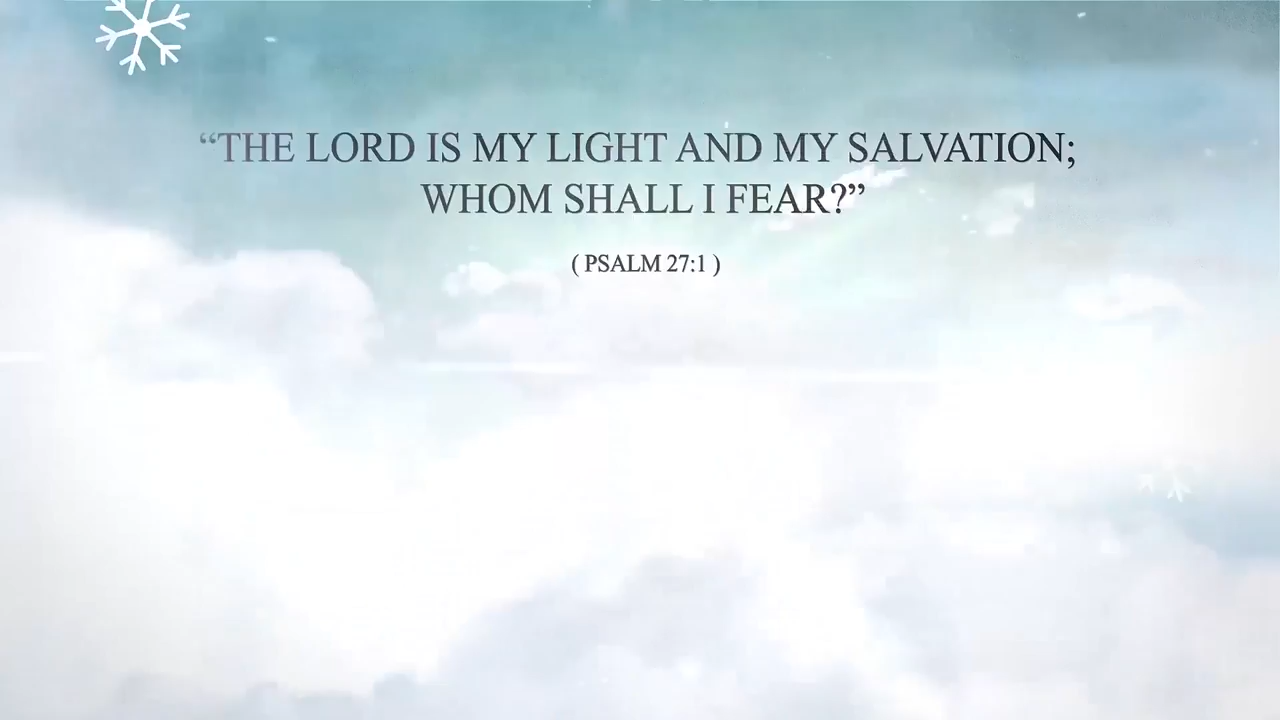 “THE LORD IS MY LIGHT AND MY SALVATION;
WHOM SHALL I FEAR?”
( PSALM 27:1 )